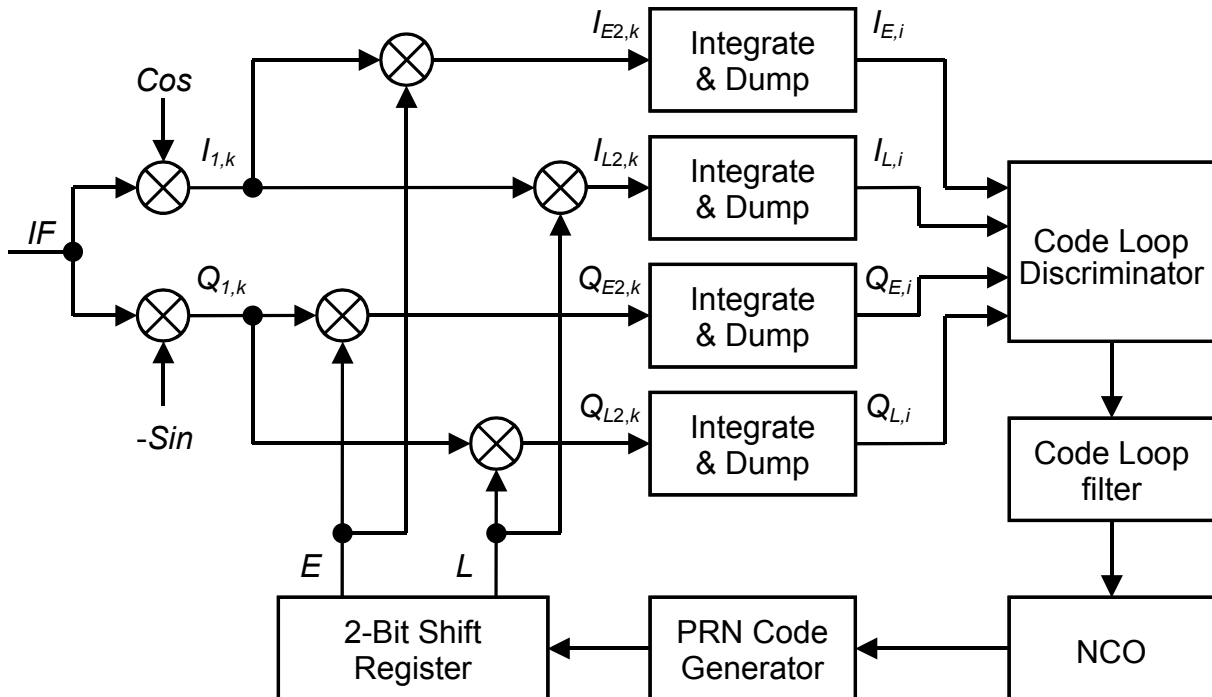 I_{E2,k}
Integrate
& Dump
I_{E,i}
Cos
I_{1,k}
I_{L2,k}
Integrate
& Dump
I_{L,i}
IF
Code Loop
Discriminator
Q_{1,k}
Q_{E2,k}
Integrate
& Dump
Q_{E,i}
-Sin
Q_{L2,k}
Integrate
& Dump
Q_{L,i}
Code Loop
filter
E
L
2-Bit Shift
Register
PRN Code
Generator
NCO